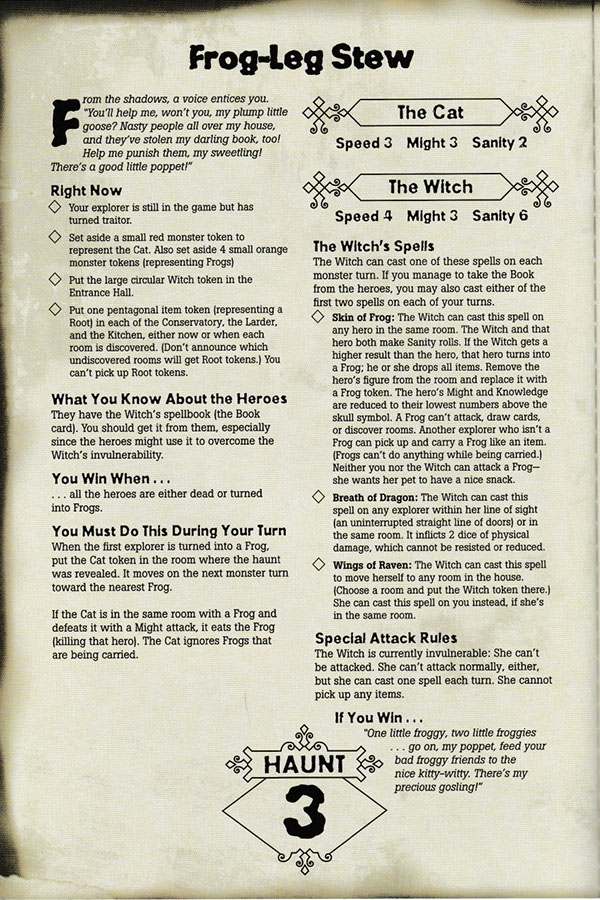 Frog-Leg Stew
From the shadows, a voice entices you.
"You'll help me, won't you, my plump little
goose? Nasty people all over my house,
and they've stolen my darling book, too!
Help me punish them, my sweetling!
There's a good little poppet!"
Right Now
Your explorer is still in the game but has
turned traitor.
Set aside a small red monster token to
represent the Cat. Also set aside 4 small orange
monster tokens (representing Frogs)
Put the large circular Witch token in the
Entrance Hall.
Put one pentagonal item token (representing a
Root) in each of the Conservatory, the Larder,
and the Kitchen, either now or when each
room is discovered. (Don't announce which
undiscovered rooms will get Root tokens.) You
can't pick up Root tokens.
What You Know About the Heroes
They have the Witch's spellbook (the Book
card). You should get it from them, especially
since the heroes might use it to overcome the
Witch's invulnerability.
You Win When . . .
. . . all the heroes are either dead or turned
into Frogs.
You Must Do This During Your Turn
When the first explorer is turned into a Frog,
put the Cat token in the room where the haunt
was revealed. It moves on the next monster turn
toward the nearest Frog.
If the Cat is in the same room with a Frog and
defeats it with a Might attack, it eats the Frog
(killing that hero). The Cat ignores Frogs that
are being carried.
The Cat
Speed 3 Might 3 Sanity 2
The Witch
Speed 4 Might 3 Sanity 6
The Witch's Spells
The Witch can cast one of these spells on each
monster turn. If you manage to take the Book
from the heroes, you may also cast either of the
first two spells on each of your turns.
Skin of Frog: The Witch can cast this spell on
any hero in the same room. The Witch and that
hero both make Sanity rolls. If the Witch gets a
higher result than the hero, that hero turns into
a Frog; he or she drops all items. Remove the
hero's figure from the room and replace it with
a Frog token. The hero's Might and Knowledge
are reduced to their lowest numbers above the
skull symbol. A Frog can't attack, draw cards,
or discover rooms. Another explorer who isn't a
Frog can pick up and carry a Frog like an item.
(Frogs can't do anything while being carried.)
Neither you nor the Witch can attack a Frog—
she wants her pet to have a nice snack.
Breath of Dragon: The Witch can cast this
spell on any explorer within her line of sight
(an uninterrupted straight line of doors) or in
the same room. It inflicts 2 dice of physical
damage, which cannot be resisted or reduced.
Wings of Raven: The Witch can cast this spell
to move herself to any room in the house.
(Choose a room and put the Witch token there.)
She can cast this spell on you instead, if she's
in the same room.
Special Attack Rules
The Witch is currently invulnerable: She can't
be attacked. She can't attack normally, either,
but she can cast one spell each turn. She cannot
pick up any items.
If You Win . . .
"One little froggy, two little froggies
. . . go on, my poppet, feed your
bad froggy friends to the
nice kitty-witty. There's my
precious gosling!"
HAUNT
3